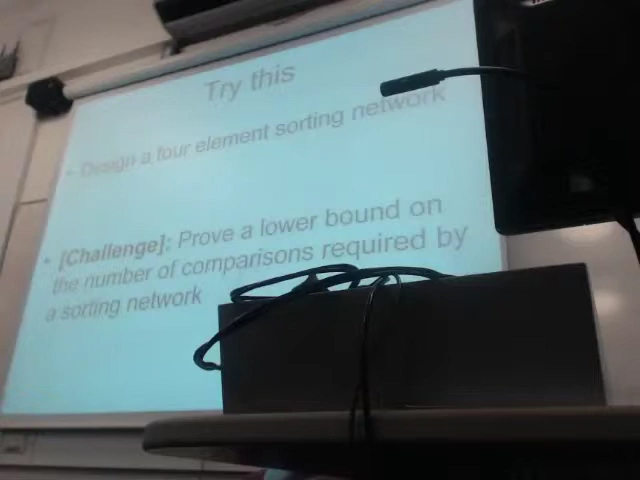 Try this
• Design a four element sorting network
• [Challenge]: Prove a lower bound on
the number of comparisons required by
a sorting network